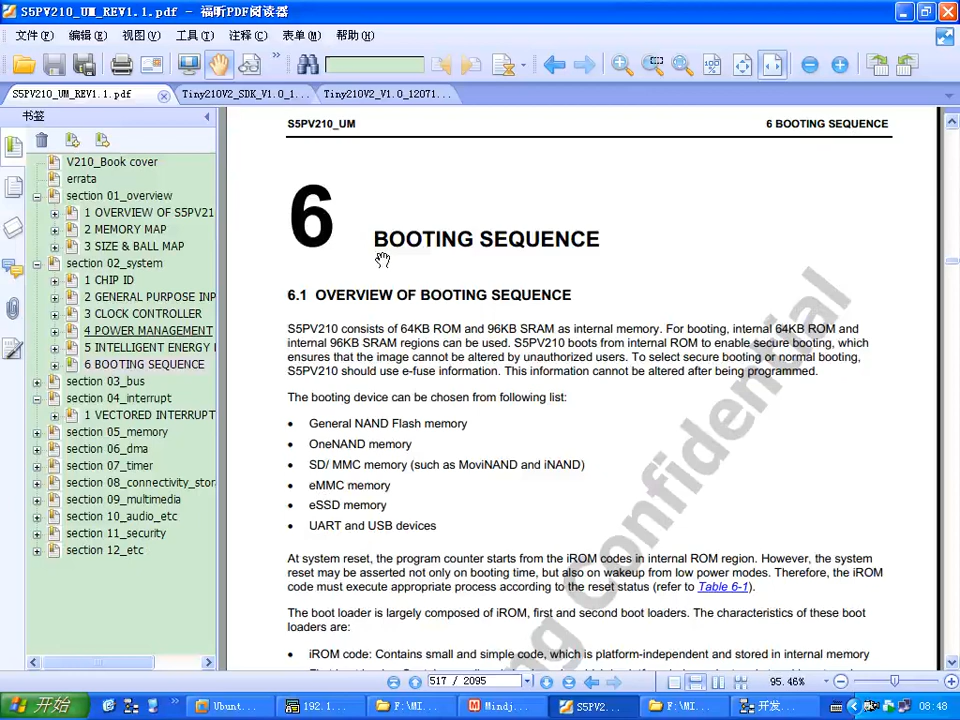 S5PV210_UM_REV1.1.pdf - 福昕PDF阅读器
文件(F) 编辑(E) 视图(V) 工具(T) 注释(C) 表单(M) 帮助(H)
S5PV210_UM_REV1.1.pdf Tiny210V2_SDK_V1.0_1... Tiny210V2_V1.0_12071...
书签
V210_Book cover
errata
section 01_overview
1 OVERVIEW OF S5PV21
2 MEMORY MAP
3 SIZE & BALL MAP
section 02_system
1 CHIP ID
2 GENERAL PURPOSE INP
3 CLOCK CONTROLLER
4 POWER MANAGEMENT
5 INTELLIGENT ENERGY
6 BOOTING SEQUENCE
section 03_bus
section 04_interrupt
1 VECTORED INTERRUPT
section 05_memory
section 06_dma
section 07_timer
section 08_connectivity_stor
section 09_multimedia
section 10_audio_etc
section 11_security
section 12_etc
S5PV210_UM 6 BOOTING SEQUENCE
6 BOOTING SEQUENCE
6.1 OVERVIEW OF BOOTING SEQUENCE
S5PV210 consists of 64KB ROM and 96KB SRAM as internal memory. For booting, internal 64KB ROM and
internal 96KB SRAM regions can be used. S5PV210 boots from internal ROM to enable secure booting, which
ensures that the image cannot be altered by unauthorized users. To select secure booting or normal booting,
S5PV210 should use e-fuse information. This information cannot be altered after being programmed.
The booting device can be chosen from following list:
• General NAND Flash memory
• OneNAND memory
• SD/ MMC memory (such as MoviNAND and iNAND)
• eMMC memory
• eSSD memory
• UART and USB devices
At system reset, the program counter starts from the iROM codes in internal ROM region. However, the system
reset may be asserted not only on booting time, but also on wakeup from low power modes. Therefore, the iROM
code must execute appropriate process according to the reset status (refer to Table 6-1).
The boot loader is largely composed of iROM, first and second boot loaders. The characteristics of these boot
loaders are:
• iROM code: Contains small and simple code, which is platform-independent and stored in internal memory
Confidential
517 / 2095 95.46%
开始 Ubunt... 192.1... F:\MI... Mindj... S5PV2... F:\MI... 开发... 08:48